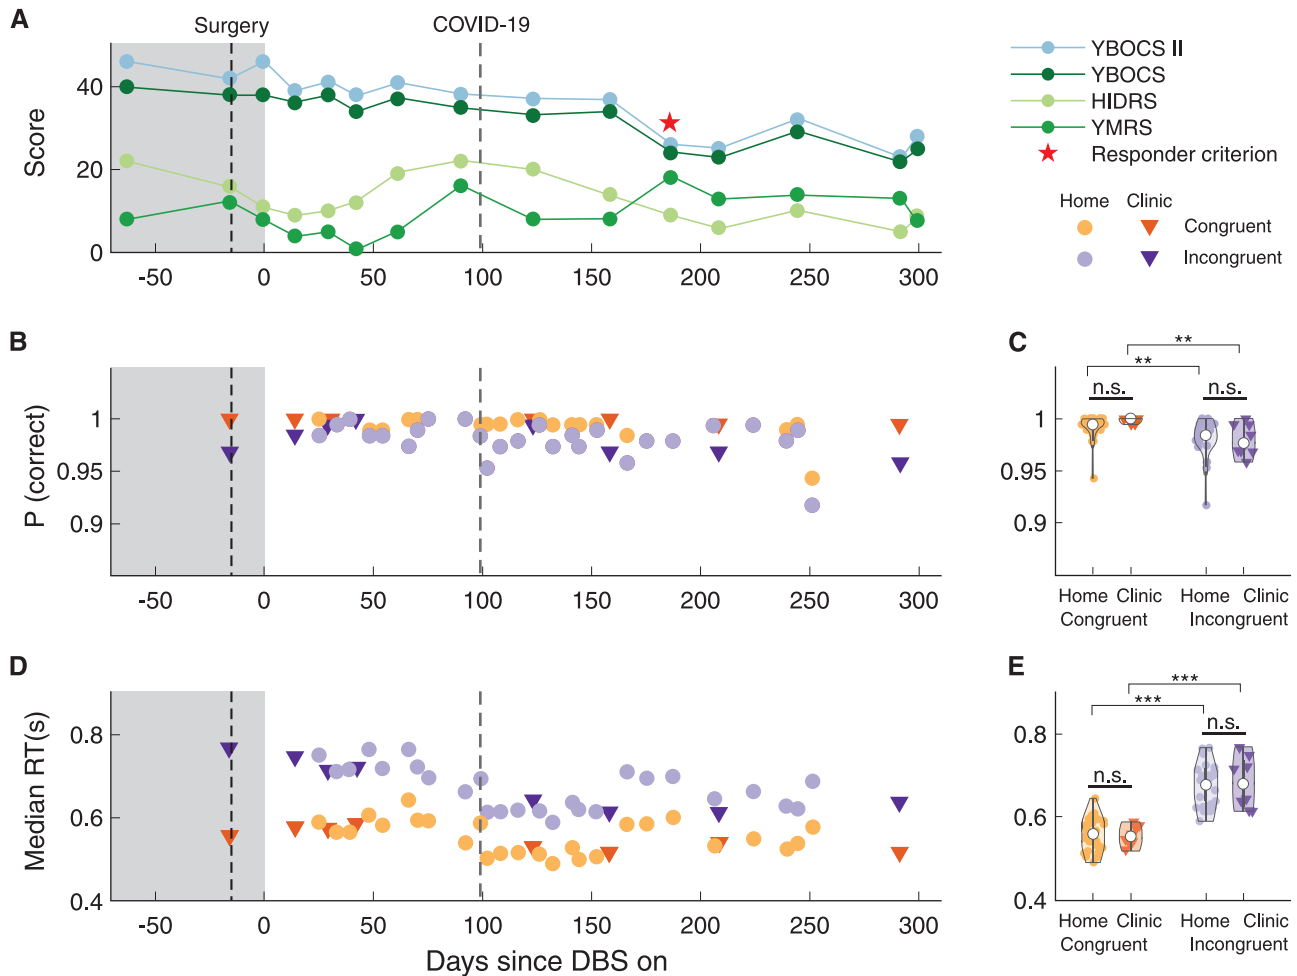 A
Surgery
COVID-19
Score
40
20
0
-50
0
50
100
150
200
250
300
YBOCS II
YBOCS
HIDRS
YMRS
Responder criterion
Home Clinic
Congruent
Incongruent
B
P (correct)
1
0.95
0.9
-50
0
50
100
150
200
250
300
C
**
**
n.s.
n.s.
1
0.95
0.9
Home Clinic Home Clinic
Congruent Incongruent
D
Median RT(s)
0.8
0.6
0.4
-50
0
50
100
150
200
250
300
Days since DBS on
E
***
***
n.s.
n.s.
0.8
0.6
0.4
Home Clinic Home Clinic
Congruent Incongruent